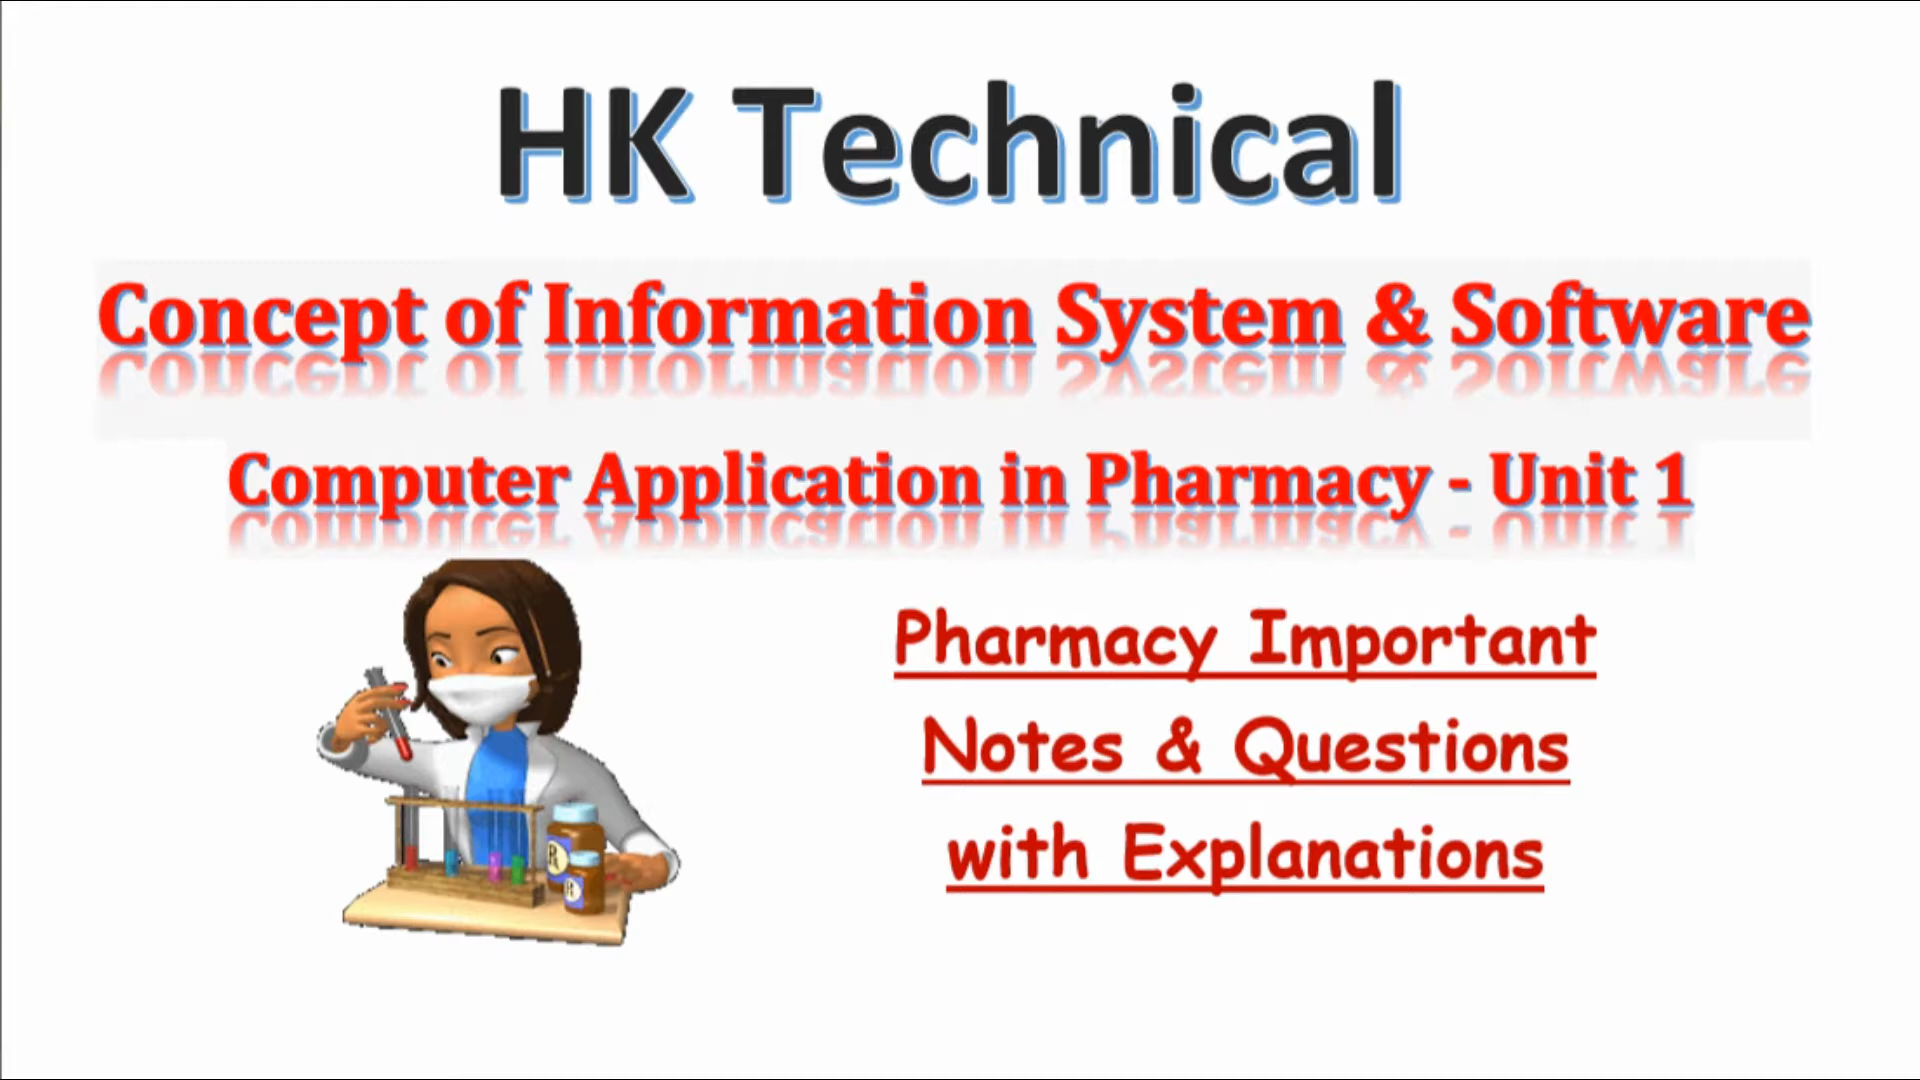 HK Technical
Concept of Information System & Software
Computer Application in Pharmacy - Unit 1
Pharmacy Important
Notes & Questions
with Explanations